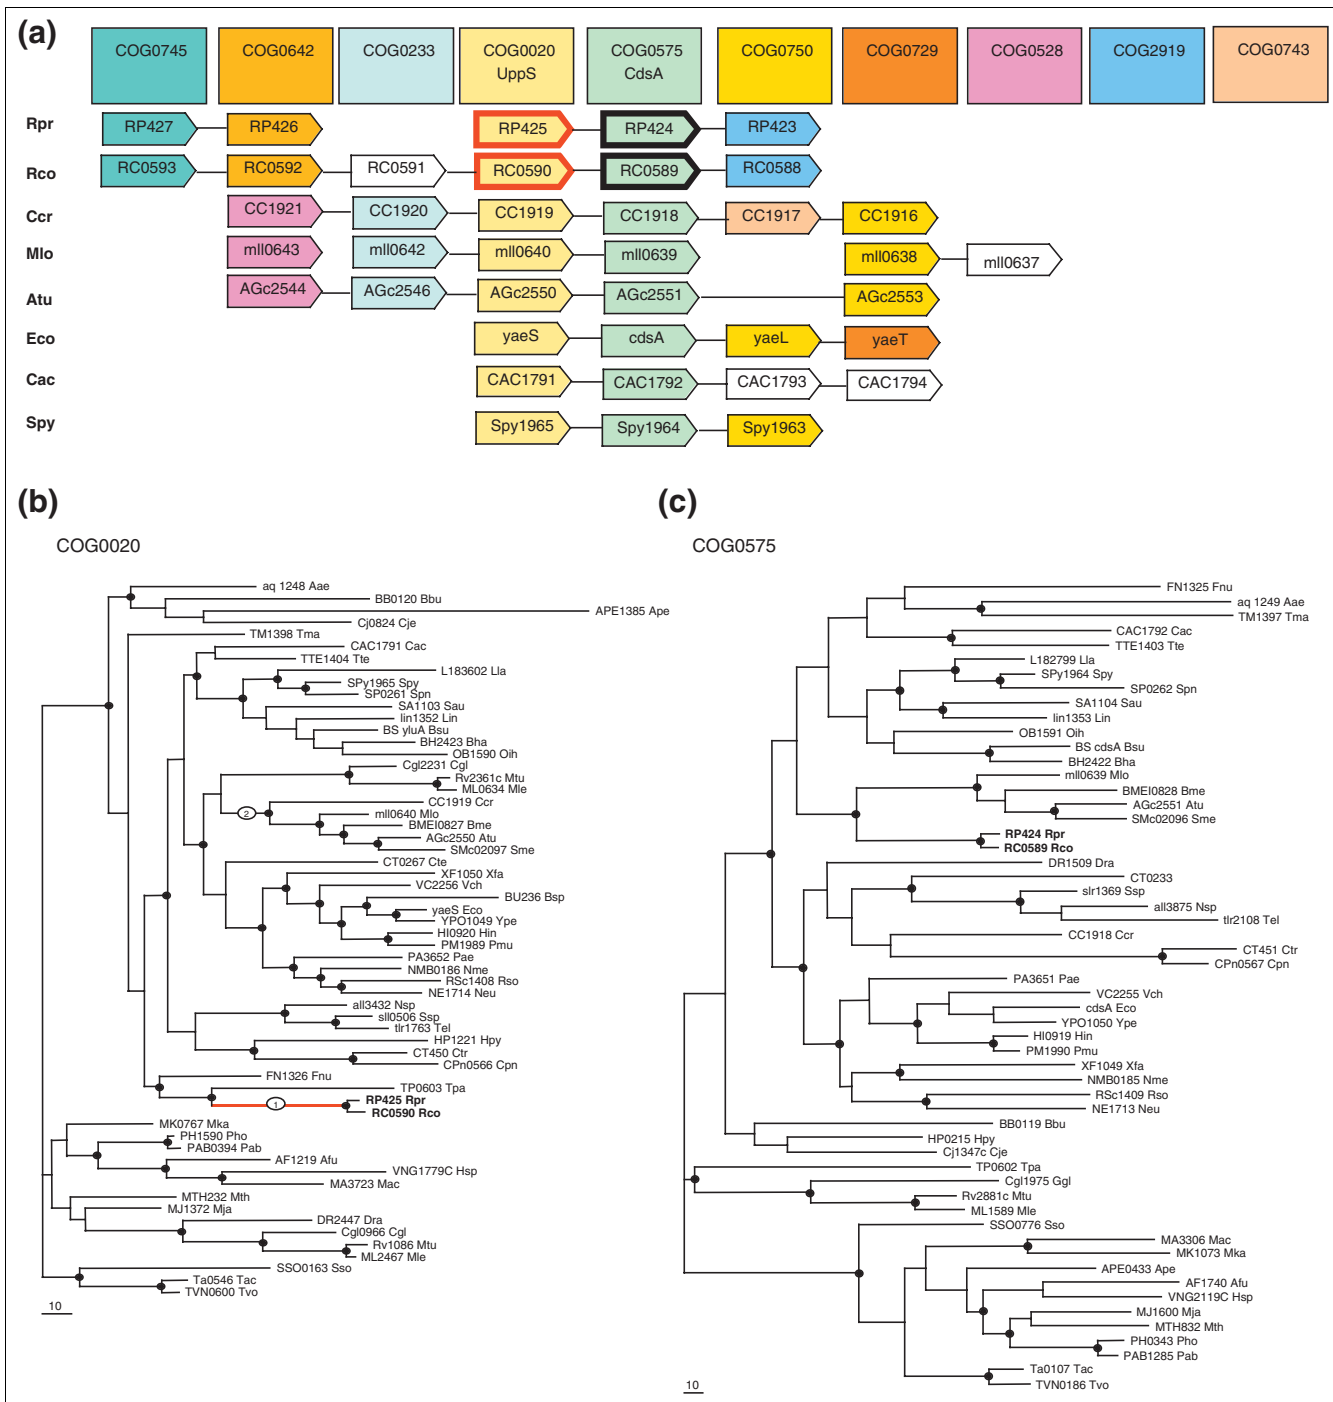 (a)
COG0745 COG0642 COG0233 COG0020 COG0575 COG0750 COG0729 COG0528 COG2919 COG0743
UppS CdsA
Rpr RP427 RP426 RP425 RP424 RP423
Rco RC0593 RC0592 RC0591 RC0590 RC0589 RC0588
Ccr CC1921 CC1920 CC1919 CC1918 CC1917 CC1916
Mlo mll0643 mll0642 mll0640 mll0639 mll0638 mll0637
Atu AGc2544 AGc2546 AGc2550 AGc2551 AGc2553
Eco yaeS cdsA yaeL yaeT
Cac CAC1791 CAC1792 CAC1793 CAC1794
Spy Spy1965 Spy1964 Spy1963
(b)
COG0020
aq 1248 Aae
BB0120 Bbu
APE1385 Ape
Cj0824 Cje
TM1398 Tma
CAC1791 Cac
TTE1404 Tte
L183602 Lla
SPy1965 Spy
SP0261 Spn
SA1103 Sau
lin1352 Lin
BS yluA Bsu
BH2423 Bha
OB1590 Oih
Cgl2231 Cgl
Rv2361c Mtu
ML0634 Mle
CC1919 Ccr
2
mll0640 Mlo
BMEI0827 Bme
AGc2550 Atu
SMc02097 Sme
CT0267 Cte
XF1050 Xfa
VC2256 Vch
BU236 Bsp
yaeS Eco
YPO1049 Ype
HI0920 Hin
PM1989 Pmu
PA3652 Pae
NMB0186 Nme
RSc1408 Rso
NE1714 Neu
all3432 Nsp
sll0506 Ssp
tlr1763 Tel
HP1221 Hpy
CT450 Ctr
CPn0566 Cpn
FN1326 Fnu
TP0603 Tpa
RP425 Rpr
1
RC0590 Rco
MK0767 Mka
PH1590 Pho
PAB0394 Pab
AF1219 Afu
VNG1779C Hsp
MA3723 Mac
MTH232 Mth
MJ1372 Mja
DR2447 Dra
Cgl0966 Cgl
Rv1086 Mtu
ML2467 Mle
SSO0163 Sso
Ta0546 Tac
TVN0600 Tvo
10
(c)
COG0575
FN1325 Fnu
aq 1249 Aae
TM1397 Tma
CAC1792 Cac
TTE1403 Tte
L182799 Lla
SPy1964 Spy
SP0262 Spn
SA1104 Sau
lin1353 Lin
OB1591 Oih
BS cdsA Bsu
BH2422 Bha
mll0639 Mlo
BMEI0828 Bme
AGc2551 Atu
SMc02096 Sme
RP424 Rpr
RC0589 Rco
DR1509 Dra
CT0233
slr1369 Ssp
all3875 Nsp
tlr2108 Tel
CC1918 Ccr
CT451 Ctr
CPn0567 Cpn
PA3651 Pae
VC2255 Vch
cdsA Eco
YPO1050 Ype
HI0919 Hin
PM1990 Pmu
XF1049 Xfa
NMB0185 Nme
RSc1409 Rso
NE1713 Neu
BB0119 Bbu
HP0215 Hpy
Cj1347c Cje
TP0602 Tpa
Cgl1975 Ggl
Rv2881c Mtu
ML1589 Mle
SSO0776 Sso
MA3306 Mac
MK1073 Mka
APE0433 Ape
AF1740 Afu
VNG2119C Hsp
MJ1600 Mja
MTH832 Mth
PH0343 Pho
PAB1285 Pab
Ta0107 Tac
TVN0186 Tvo
10